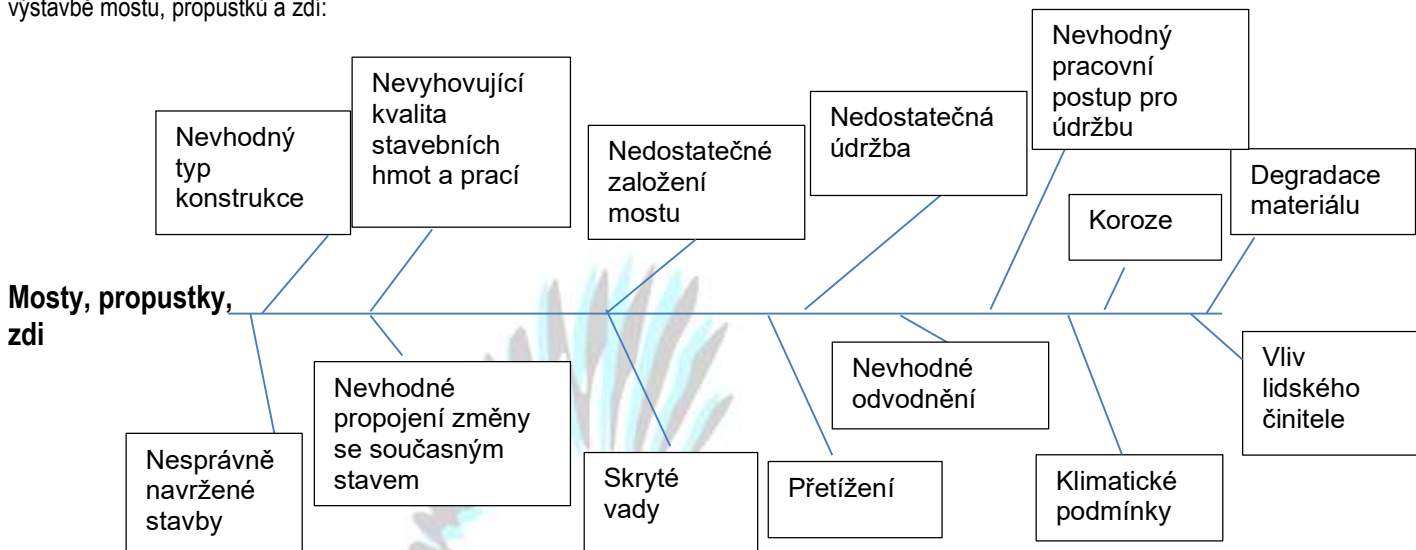 výstavbě mostu, propustků a zdí:
Nevhodný
typ
konstrukce
Nevyhovující
kvalita
stavebních
hmot a prací
Nedostatečné
založení
mostu
Nedostatečná
údržba
Nevhodný
pracovní
postup pro
údržbu
Koroze
Degradace
materiálu
Mosty, propustky,
zdi
Nesprávně
navržené
stavby
Nevhodné
propojení změny
se současným
stavem
Skryté
vady
Přetížení
Nevhodné
odvodnění
Klimatické
podmínky
Vliv
lidského
činitele